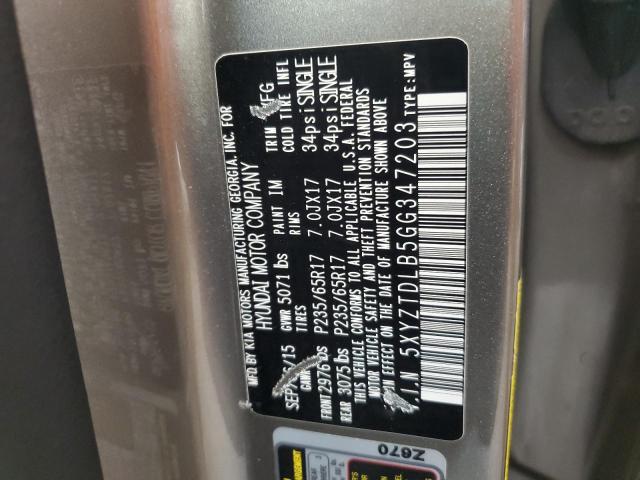 MFD BY KIA MOTORS MANUFACTURING GEORGIA, INC. FOR
HYUNDAI MOTOR COMPANY
SEP /15 GVWR 5071 lbs PAINT IM TRIM
TIRES RIMS COLD TIRE INFL
FRONT 2976 lbs P235/65R17 7.0JX17 34psi SINGLE
REAR 3075 lbs P235/65R17 7.0JX17 34psi SINGLE
THIS VEHICLE CONFORMS TO ALL APPLICABLE U.S.A. FEDERAL
MOTOR VEHICLE SAFETY AND THEFT PREVENTION STANDARDS
IN EFFECT ON THE DATE OF MANUFACTURE SHOWN ABOVE
V.I.N 5XYZTDLB5GG347203 TYPE:MPV
Z670